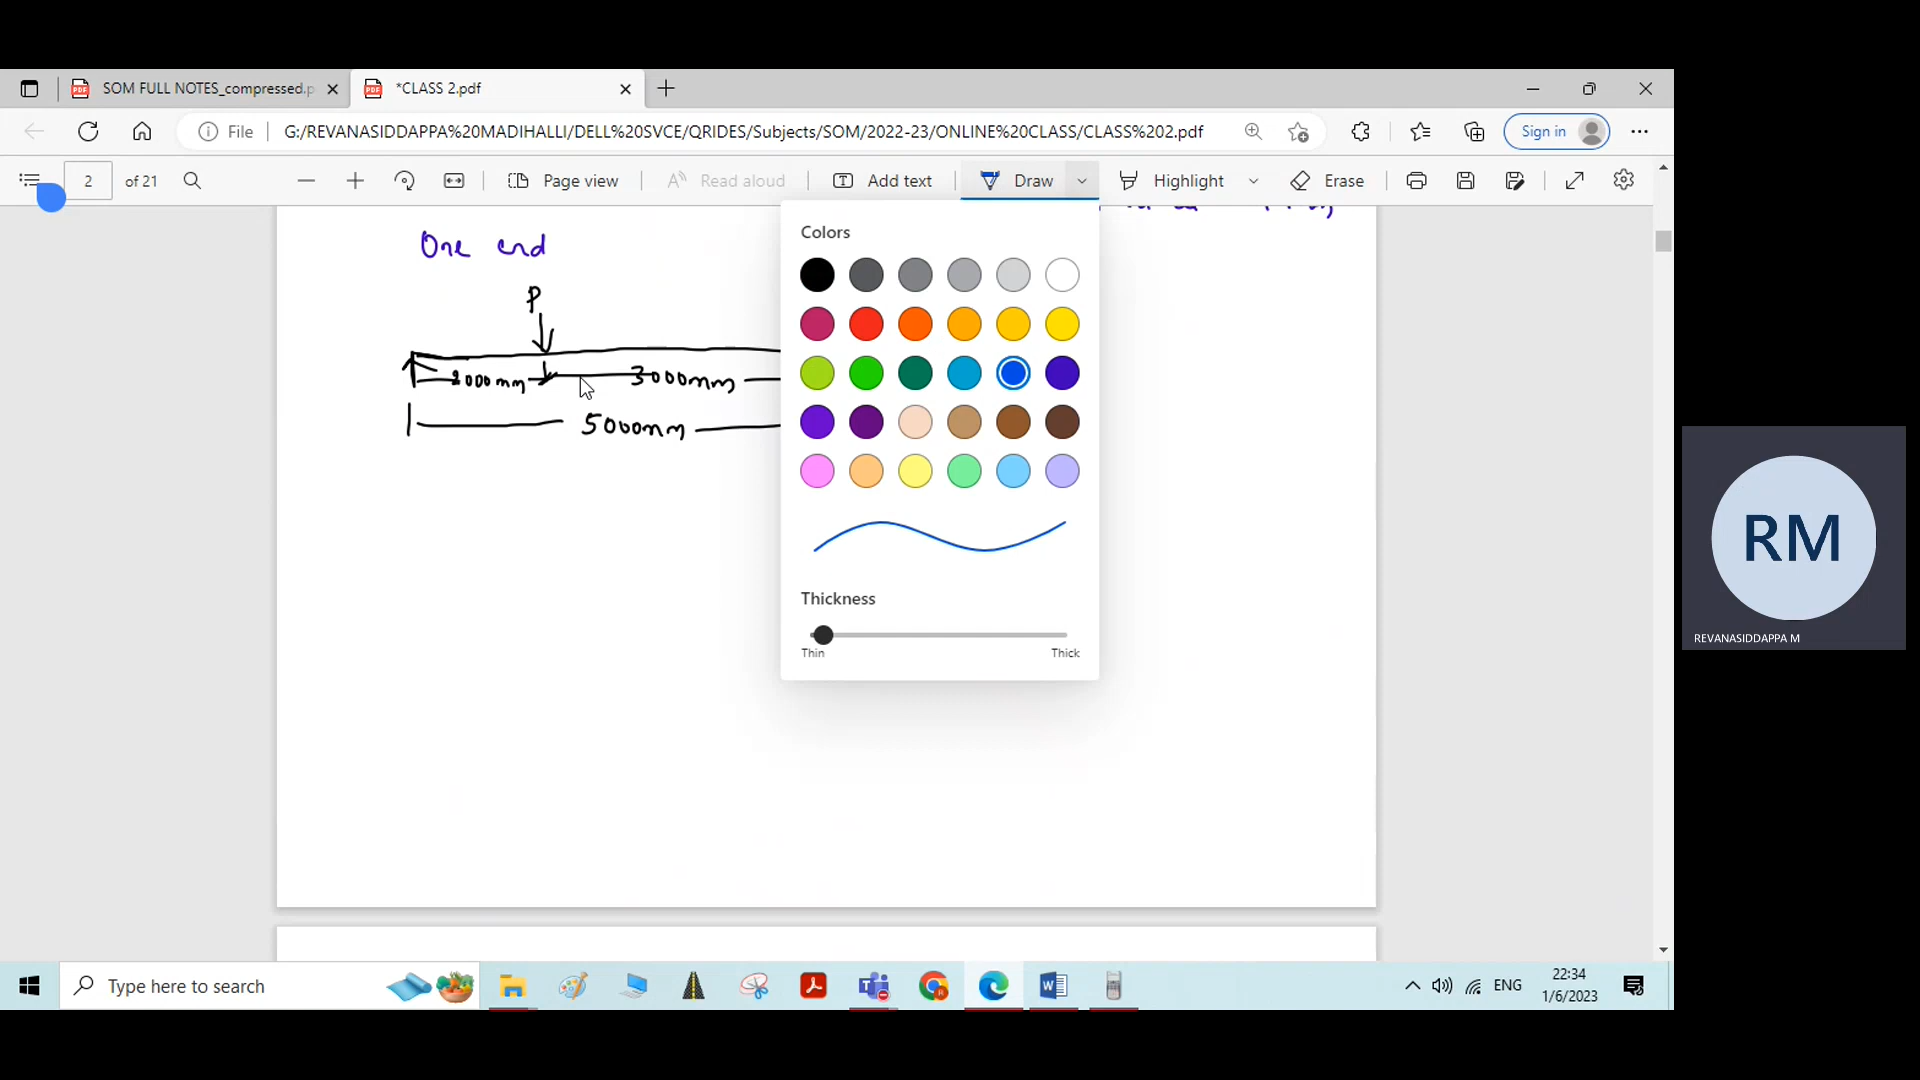 SOM FULL NOTES_compressed.p
*CLASS 2.pdf
File
G:/REVANASIDDAPPA%20MADIHALLI/DELL%20SVCE/QRIDES/Subjects/SOM/2022-23/ONLINE%20CLASS/CLASS%202.pdf
Sign in
2 of 21
Page view
Read aloud
Add text
Draw
Highlight
Erase
One end
P
2000mm 3000mm
5000mm
Colors
Thickness
Thin Thick
RM
REVANASIDDAPPA M
Type here to search
ENG
22:34
1/6/2023